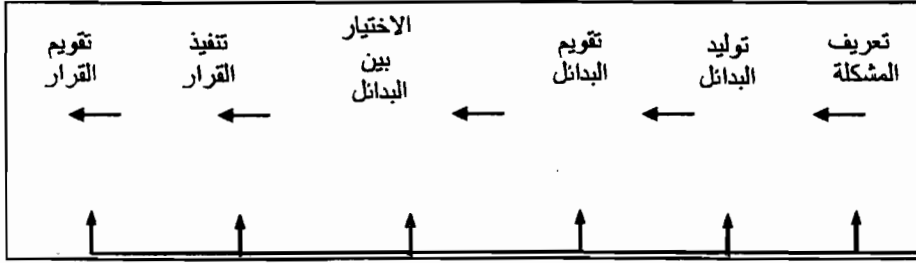 تعريف
المشكلة
توليد
البدائل
تقويم
البدائل
الاختيار
بين
البدائل
تنفيذ
القرار
تقويم
القرار